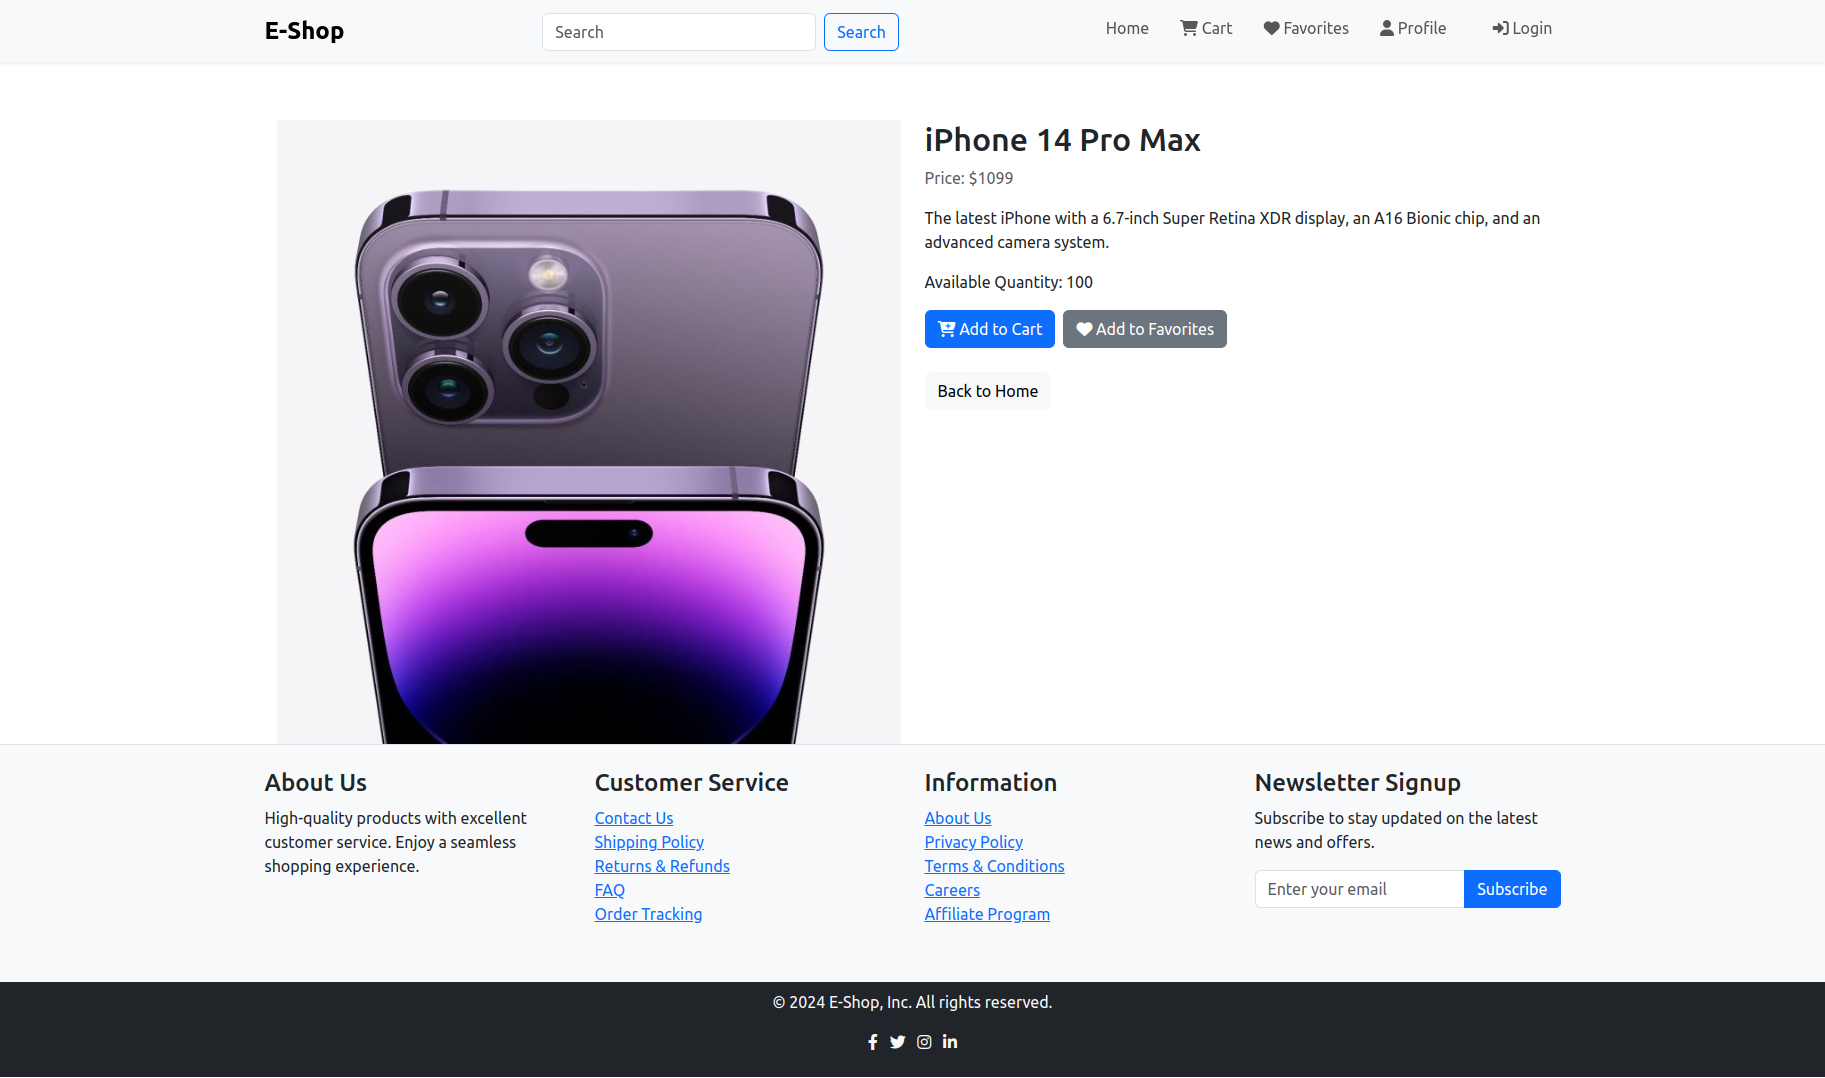 E-Shop
Search
Search
Home
Cart
Favorites
Profile
Login
iPhone 14 Pro Max
Price: $1099
The latest iPhone with a 6.7-inch Super Retina XDR display, an A16 Bionic chip, and an
advanced camera system.
Available Quantity: 100
Add to Cart
Add to Favorites
Back to Home
About Us
High-quality products with excellent
customer service. Enjoy a seamless
shopping experience.
Customer Service
Contact Us
Shipping Policy
Returns & Refunds
FAQ
Order Tracking
Information
About Us
Privacy Policy
Terms & Conditions
Careers
Affiliate Program
Newsletter Signup
Subscribe to stay updated on the latest
news and offers.
Enter your email
Subscribe
© 2024 E-Shop, Inc. All rights reserved.